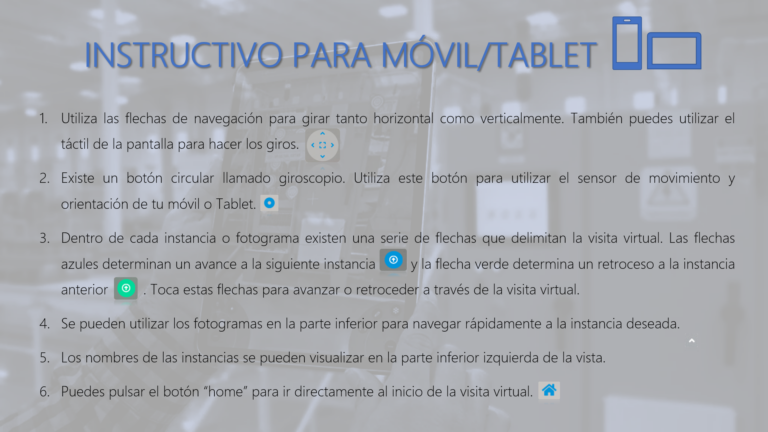 INSTRUCTIVO PARA MÓVIL/TABLET
1. Utiliza las flechas de navegación para girar tanto horizontal como verticalmente. También puedes utilizar el
táctil de la pantalla para hacer los giros.
2. Existe un botón circular llamado giroscopio. Utiliza este botón para utilizar el sensor de movimiento y
orientación de tu móvil o Tablet.
3. Dentro de cada instancia o fotograma existen una serie de flechas que delimitan la visita virtual. Las flechas
azules determinan un avance a la siguiente instancia y la flecha verde determina un retroceso a la instancia
anterior . Toca estas flechas para avanzar o retroceder a través de la visita virtual.
4. Se pueden utilizar los fotogramas en la parte inferior para navegar rápidamente a la instancia deseada.
5. Los nombres de las instancias se pueden visualizar en la parte inferior izquierda de la vista.
6. Puedes pulsar el botón “home” para ir directamente al inicio de la visita virtual.